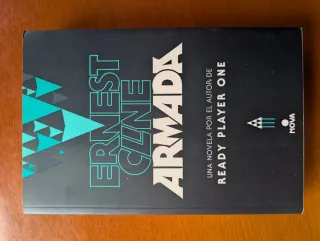 ERNEST
CLINE
ARMADA
UNA NOVELA POR EL AUTOR DE
READY PLAYER ONE
NOVA